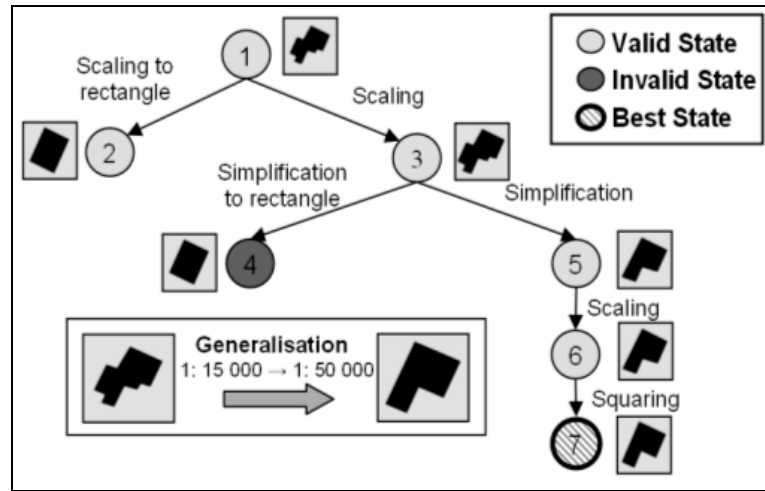 1
Scaling to
rectangle
Scaling
Valid State
Invalid State
Best State
2
3
Simplification
to rectangle
Simplification
4
5
Scaling
Generalisation
1: 15 000 → 1: 50 000
6
Squaring
7